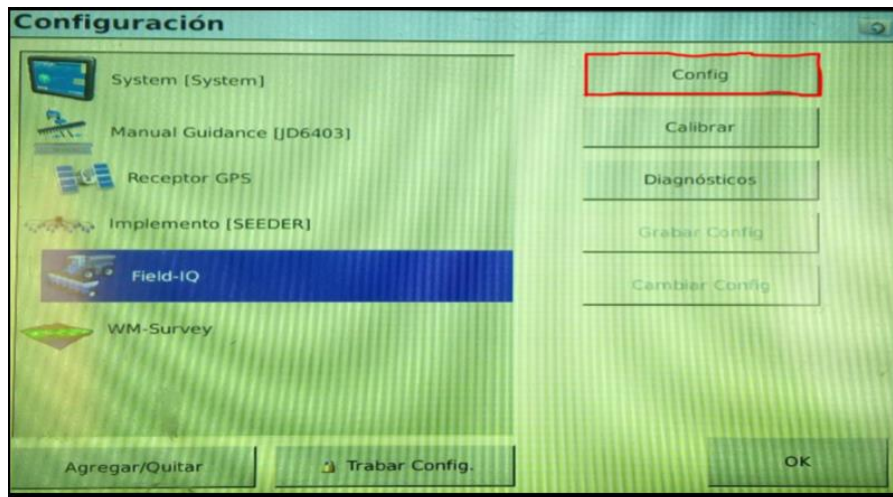 Configuración
System [System]
Manual Guidance [JD6403]
Receptor GPS
Implemento [SEEDER]
Field-IQ
WM-Survey
Config
Calibrar
Diagnósticos
Grabar Config
Cambiar Config
Agregar/Quitar
Trabar Config.
OK